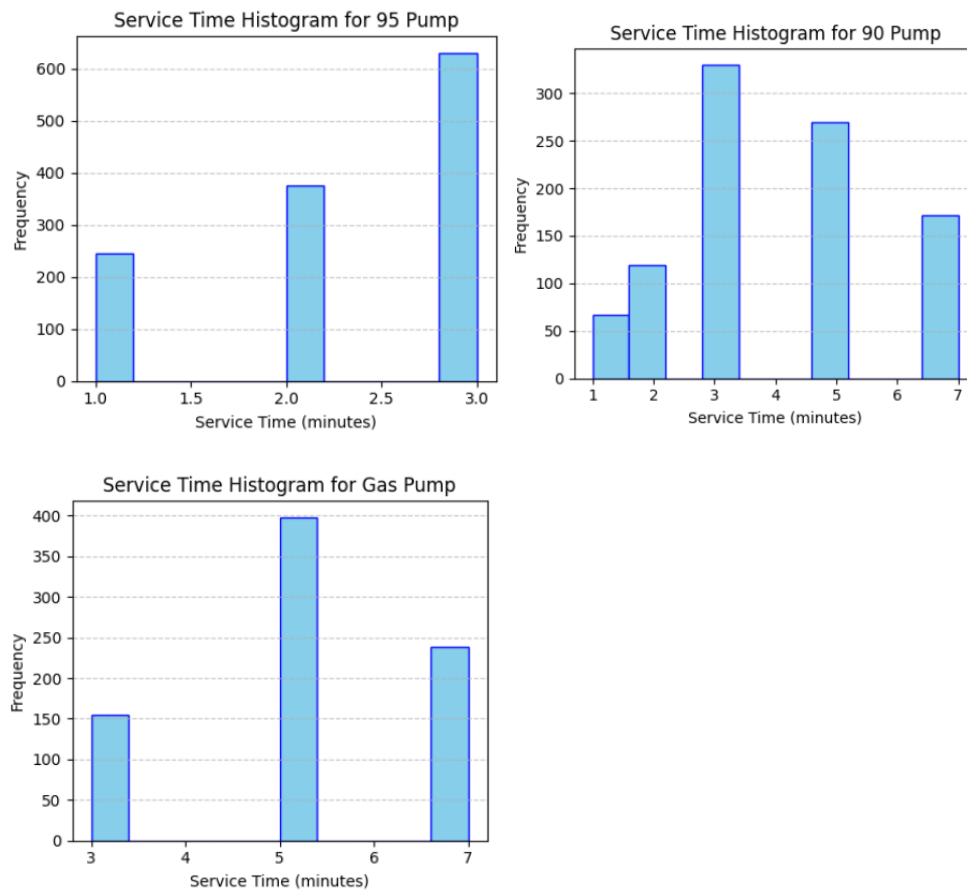 Service Time Histogram for 95 Pump
600
500
400
300
200
100
0
Frequency
1.0 1.5 2.0 2.5 3.0
Service Time (minutes)
Service Time Histogram for 90 Pump
300
250
200
150
100
50
0
Frequency
1 2 3 4 5 6 7
Service Time (minutes)
Service Time Histogram for Gas Pump
400
350
300
250
200
150
100
50
0
Frequency
3 4 5 6 7
Service Time (minutes)